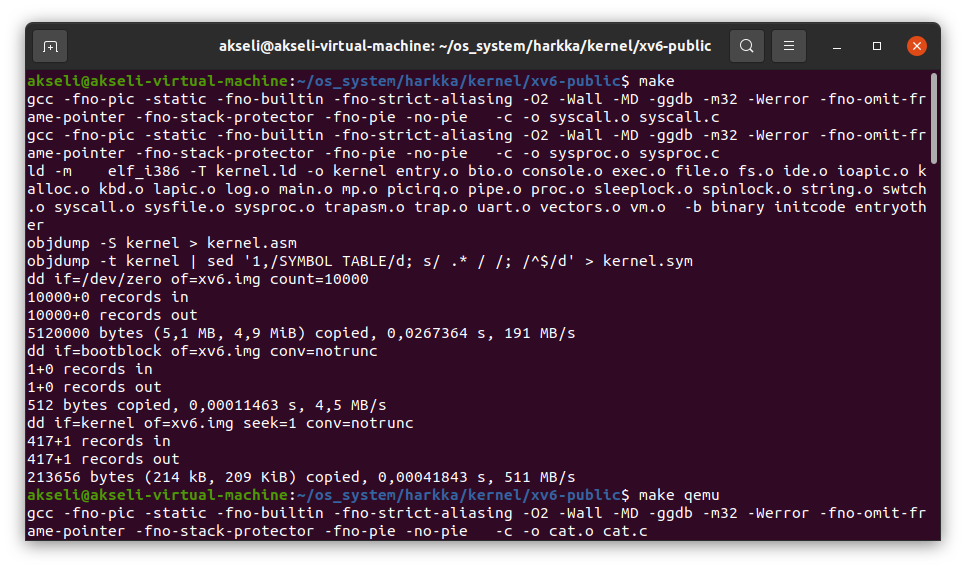 akseli@akseli-virtual-machine: ~/os_system/harkka/kernel/xv6-public
akseli@akseli-virtual-machine:~/os_system/harkka/kernel/xv6-public$ make
gcc -fno-pic -static -fno-builtin -fno-strict-aliasing -O2 -Wall -MD -ggdb -m32 -Werror -fno-omit-fr
ame-pointer -fno-stack-protector -fno-pie -no-pie   -c -o syscall.o syscall.c
gcc -fno-pic -static -fno-builtin -fno-strict-aliasing -O2 -Wall -MD -ggdb -m32 -Werror -fno-omit-fr
ame-pointer -fno-stack-protector -fno-pie -no-pie   -c -o sysproc.o sysproc.c
ld -m    elf_i386 -T kernel.ld -o kernel entry.o bio.o console.o exec.o file.o fs.o ide.o ioapic.o k
alloc.o kbd.o lapic.o log.o main.o mp.o picirq.o pipe.o proc.o sleeplock.o spinlock.o string.o swtch
.o syscall.o sysfile.o sysproc.o trapasm.o trap.o uart.o vectors.o vm.o  -b binary initcode entryoth
er
objdump -S kernel > kernel.asm
objdump -t kernel | sed '1,/SYMBOL TABLE/d; s/ .* / /; /^$/d' > kernel.sym
dd if=/dev/zero of=xv6.img count=10000
10000+0 records in
10000+0 records out
5120000 bytes (5,1 MB, 4,9 MiB) copied, 0,0267364 s, 191 MB/s
dd if=bootblock of=xv6.img conv=notrunc
1+0 records in
1+0 records out
512 bytes copied, 0,00011463 s, 4,5 MB/s
dd if=kernel of=xv6.img seek=1 conv=notrunc
417+1 records in
417+1 records out
213656 bytes (214 kB, 209 KiB) copied, 0,00041843 s, 511 MB/s
akseli@akseli-virtual-machine:~/os_system/harkka/kernel/xv6-public$ make qemu
gcc -fno-pic -static -fno-builtin -fno-strict-aliasing -O2 -Wall -MD -ggdb -m32 -Werror -fno-omit-fr
ame-pointer -fno-stack-protector -fno-pie -no-pie   -c -o cat.o cat.c